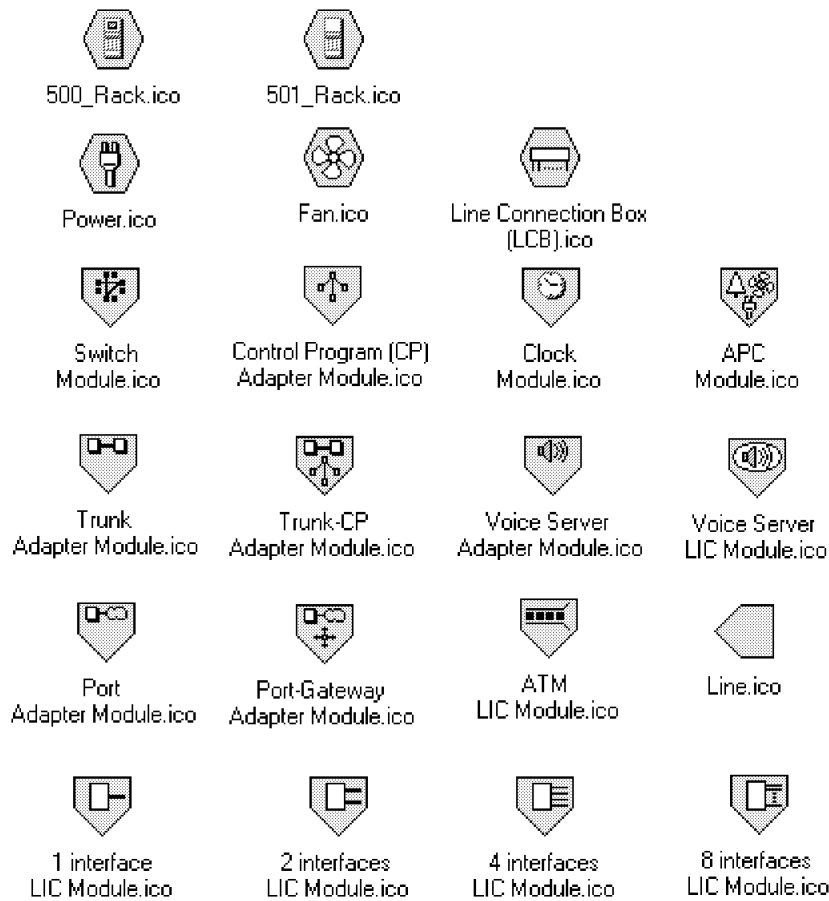 500_Rack.ico
501_Rack.ico
Power.ico
Fan.ico
Line Connection Box
(LCB).ico
Switch
Module.ico
Control Program (CP)
Adapter Module.ico
Clock
Module.ico
APC
Module.ico
Trunk
Adapter Module.ico
Trunk-CP
Adapter Module.ico
Voice Server
Adapter Module.ico
Voice Server
LIC Module.ico
Port
Adapter Module.ico
Port-Gateway
Adapter Module.ico
ATM
LIC Module.ico
Line.ico
1 interface
LIC Module.ico
2 interfaces
LIC Module.ico
4 interfaces
LIC Module.ico
8 interfaces
LIC Module.ico